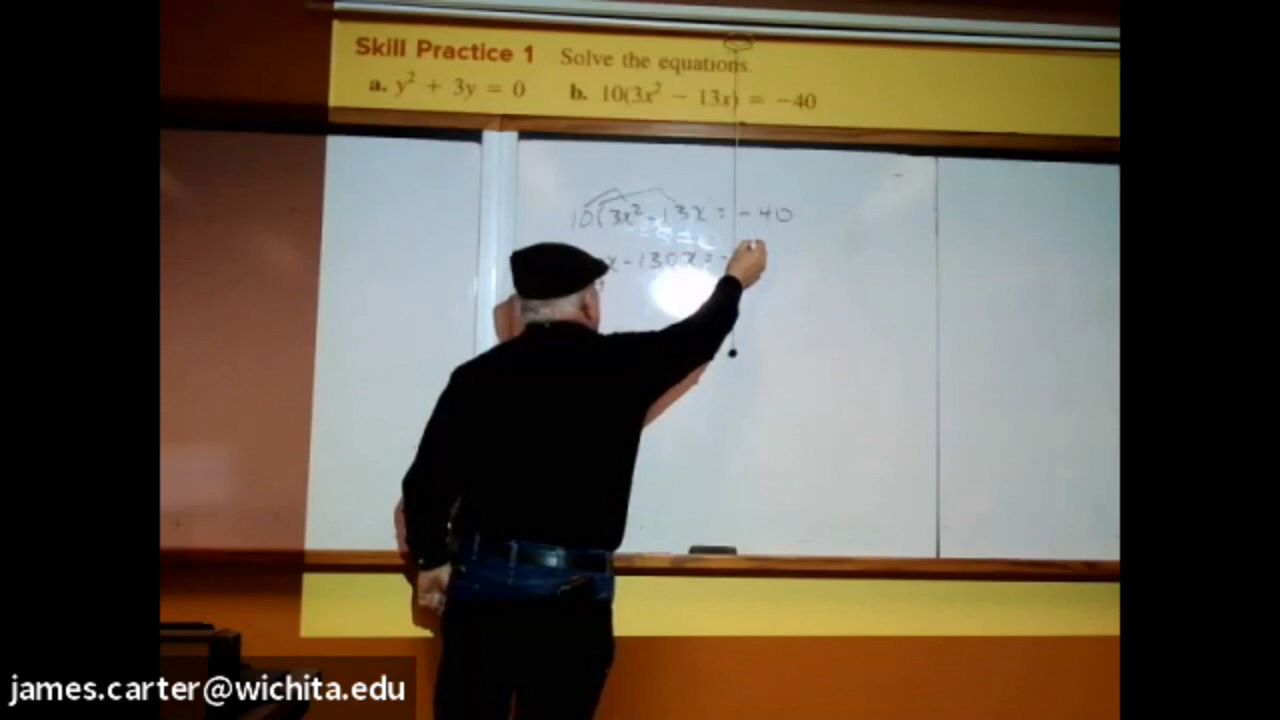 Skill Practice 1 Solve the equations.
a. y² + 3y = 0 b. 10(3x² − 13x) = −40
10(3x² - 13x = -40
x - 130x = -
james.carter@wichita.edu